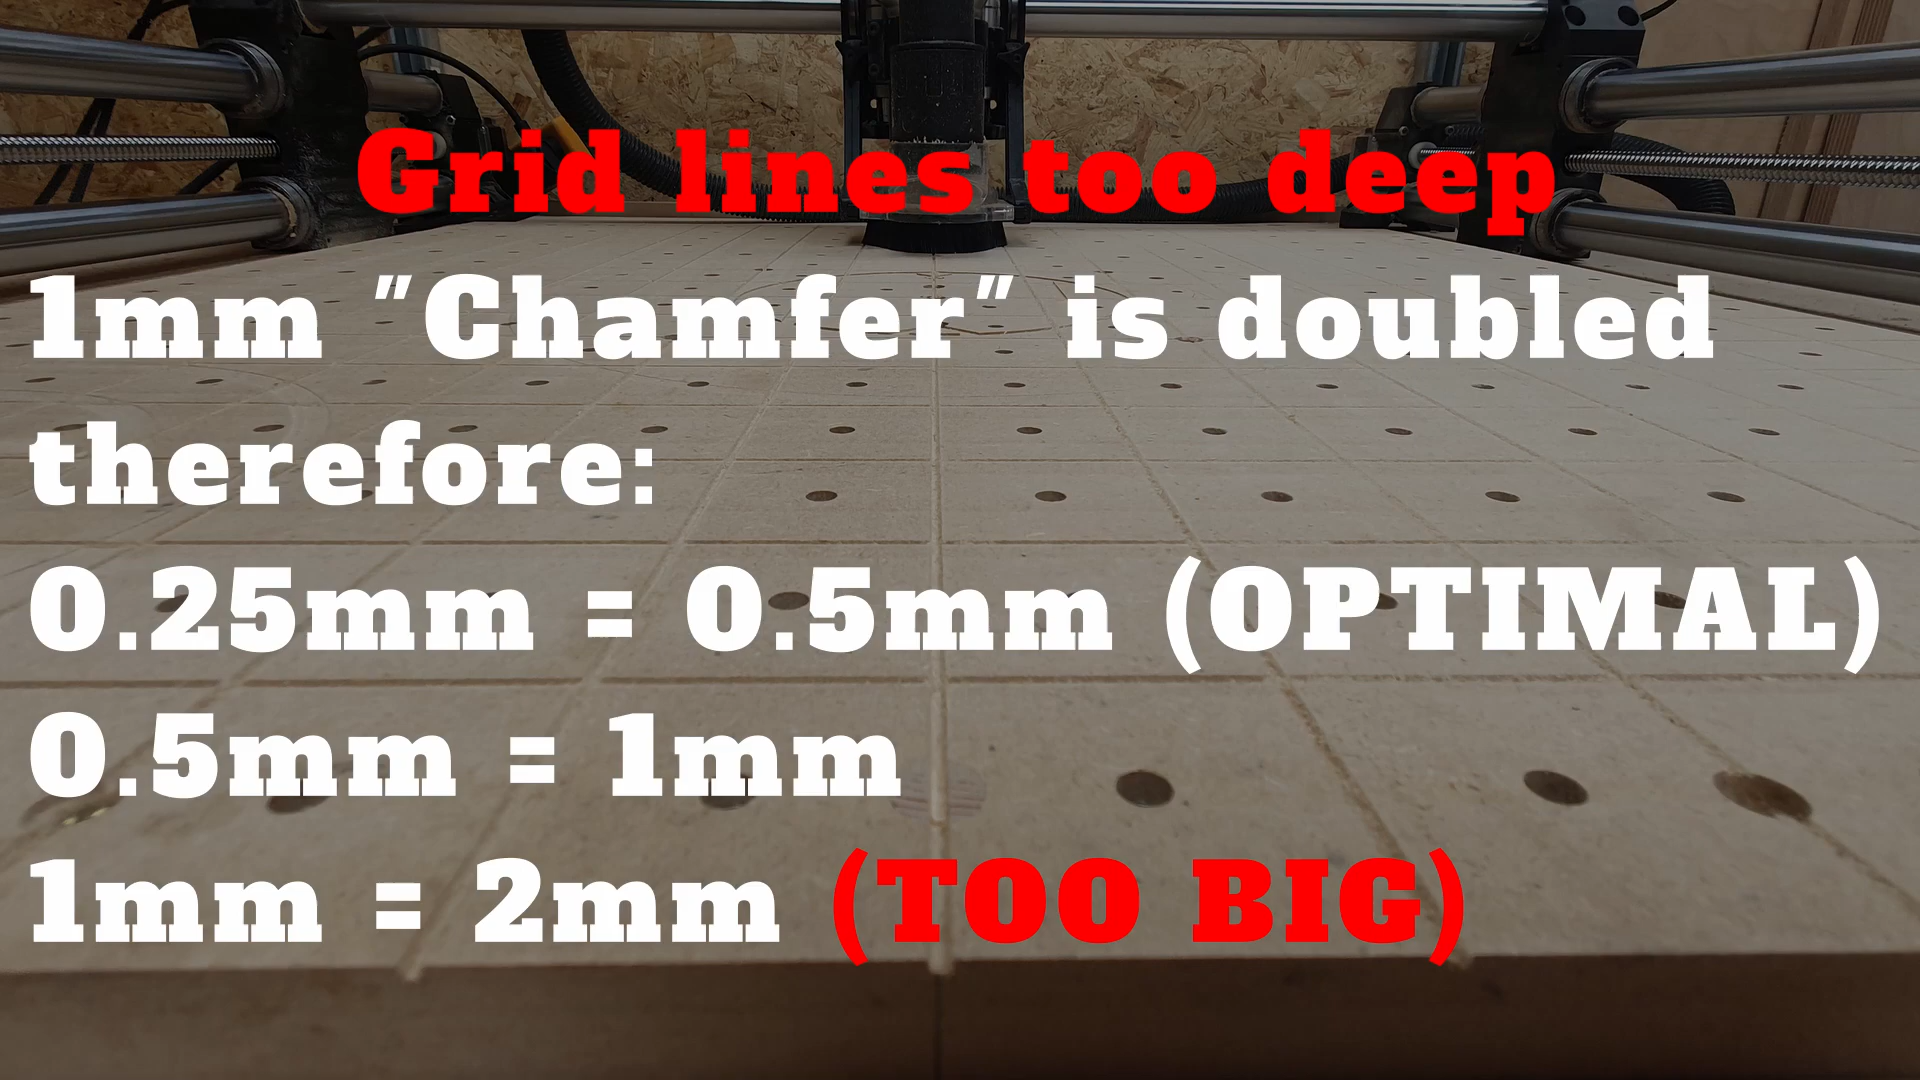 Grid lines too deep
1mm "Chamfer" is doubled
therefore:
0.25mm = 0.5mm (OPTIMAL)
0.5mm = 1mm
1mm = 2mm (TOO BIG)